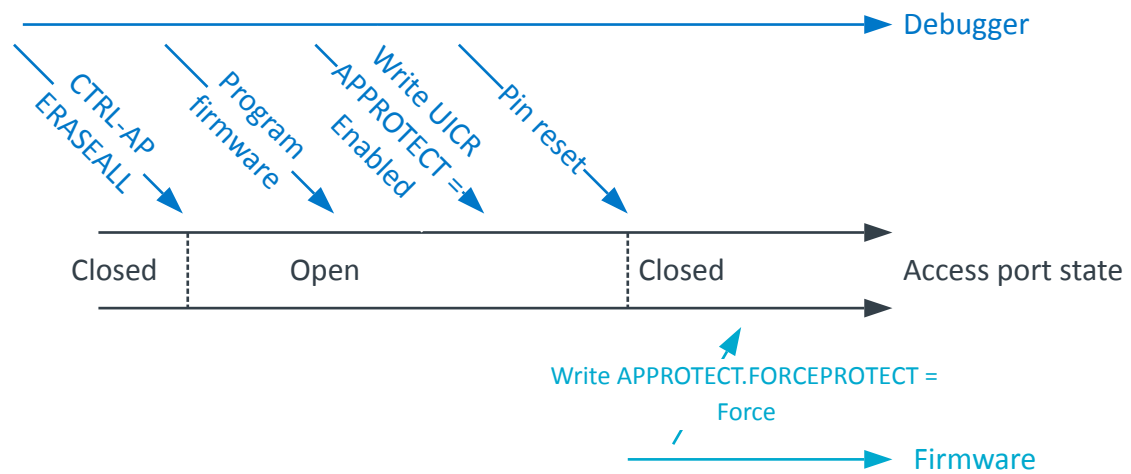 Debugger
CTRL-AP
ERASEALL
Program
firmware
Write UICR
APPROTECT =
Enabled
Pin reset
Closed
Open
Closed
Access port state
Write APPROTECT.FORCEPROTECT =
Force
Firmware